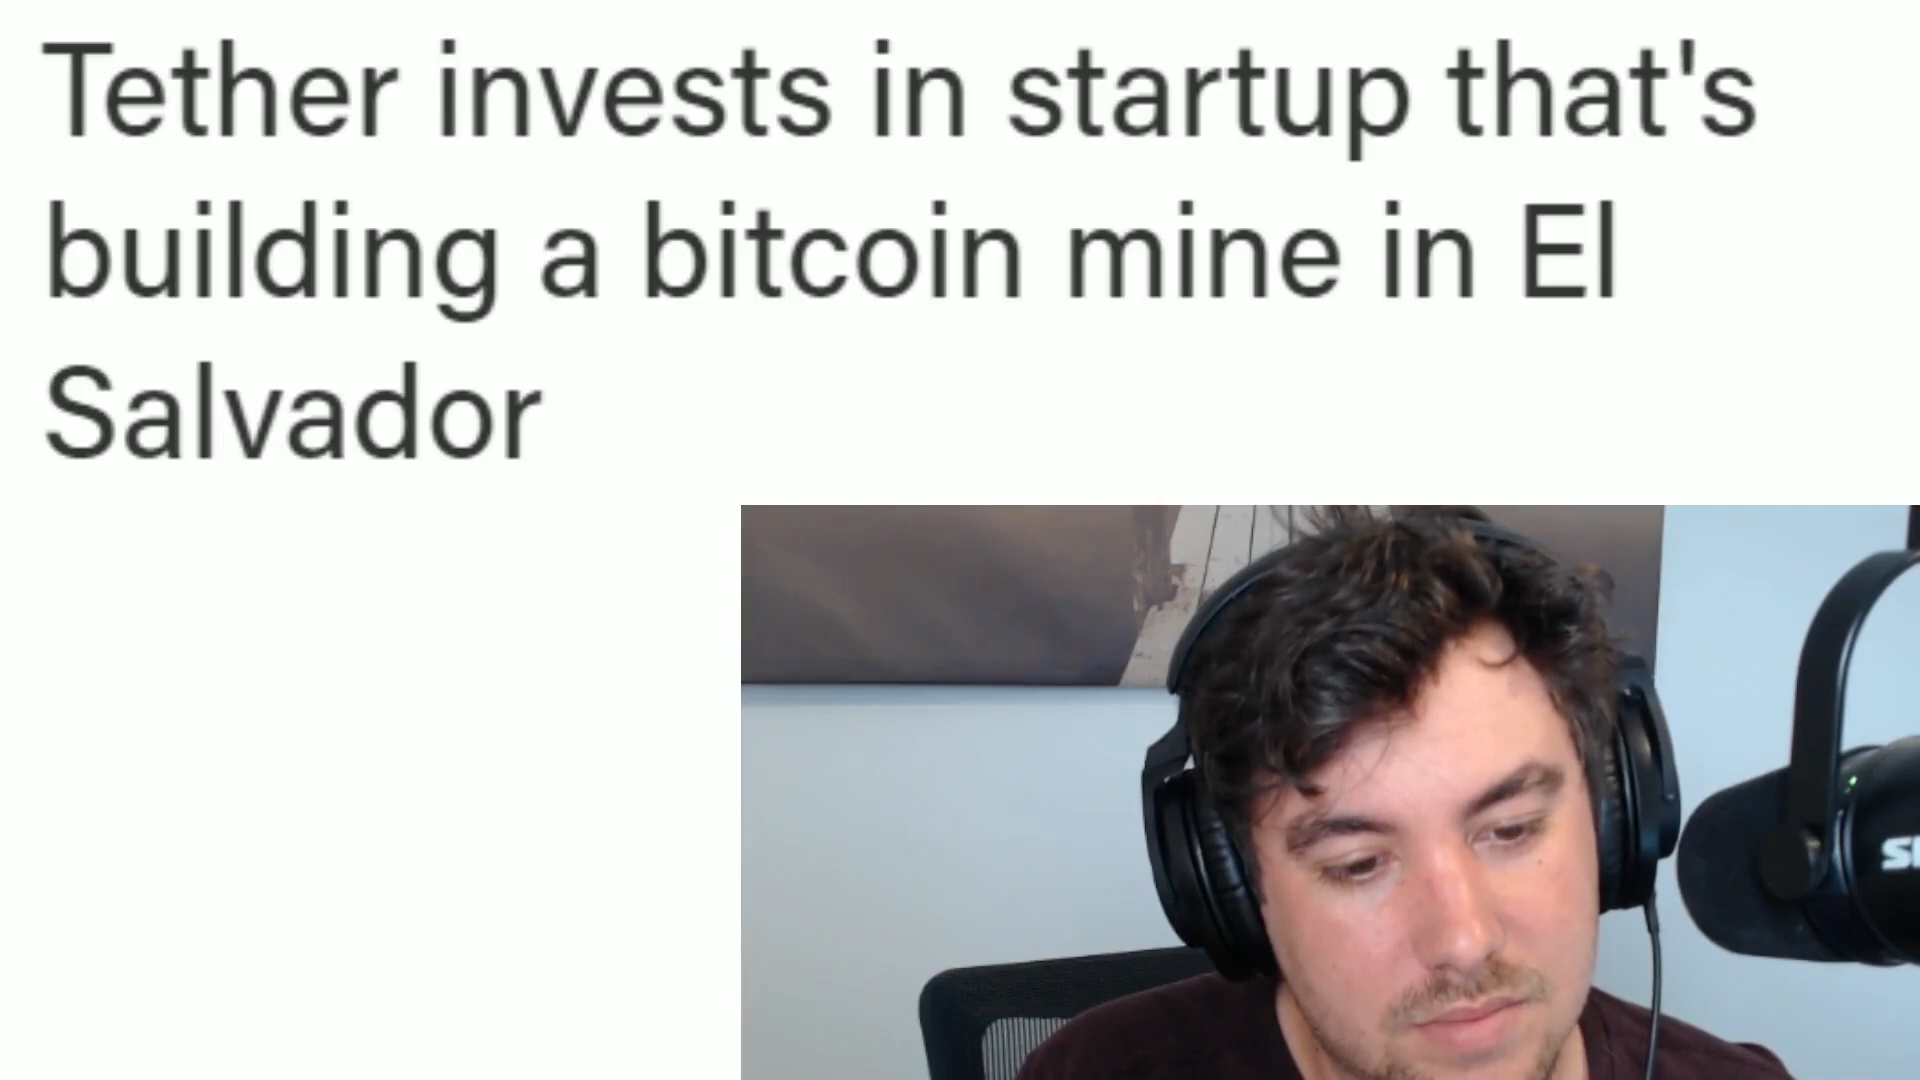 Tether invests in startup that's
building a bitcoin mine in El
Salvador